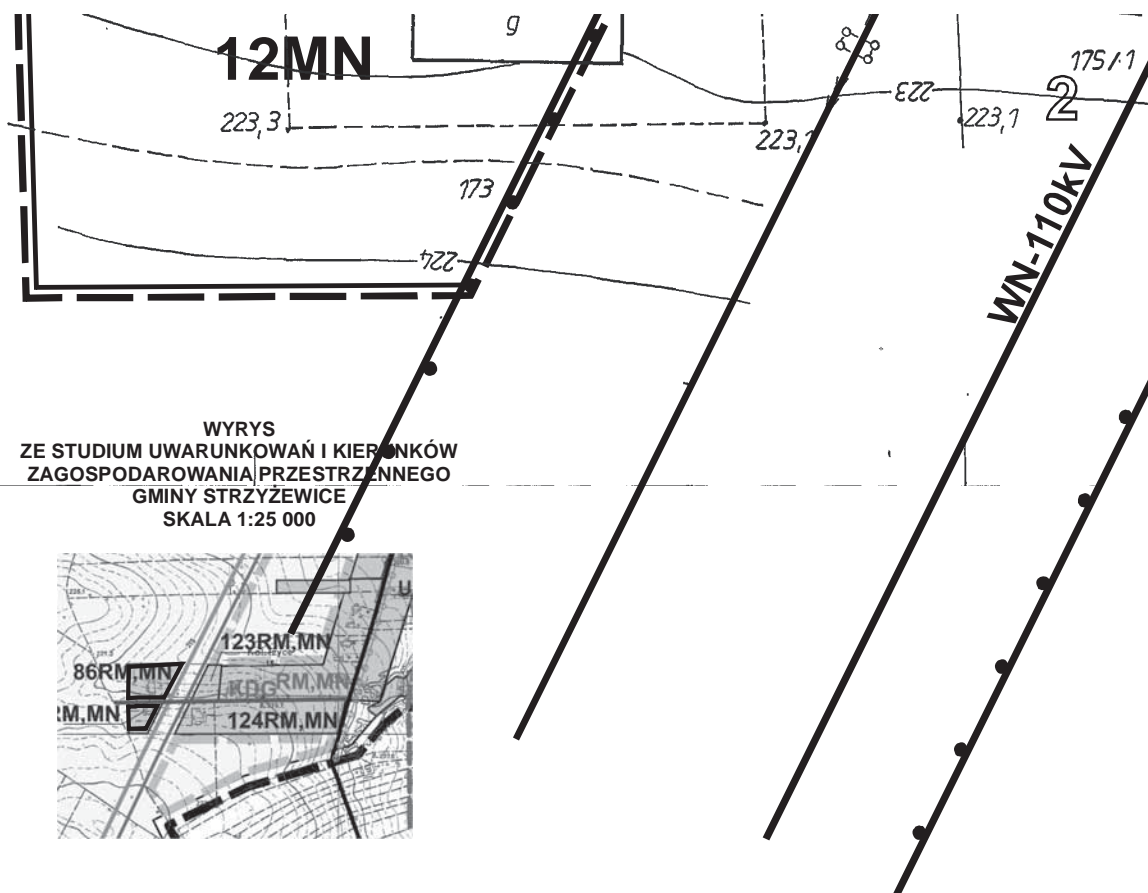 g
12MN
175/1
2
223
223,3
223,1
223,1
173
WN-110kV
224
WYRYS
ZE STUDIUM UWARUNKOWAŃ I KIERUNKÓW
ZAGOSPODAROWANIA PRZESTRZENNEGO
GMINY STRZYŻEWICE
SKALA 1:25 000
U
123RM,MN
86RM,MN
RM,MN
KDG
RM,MN
124RM,MN